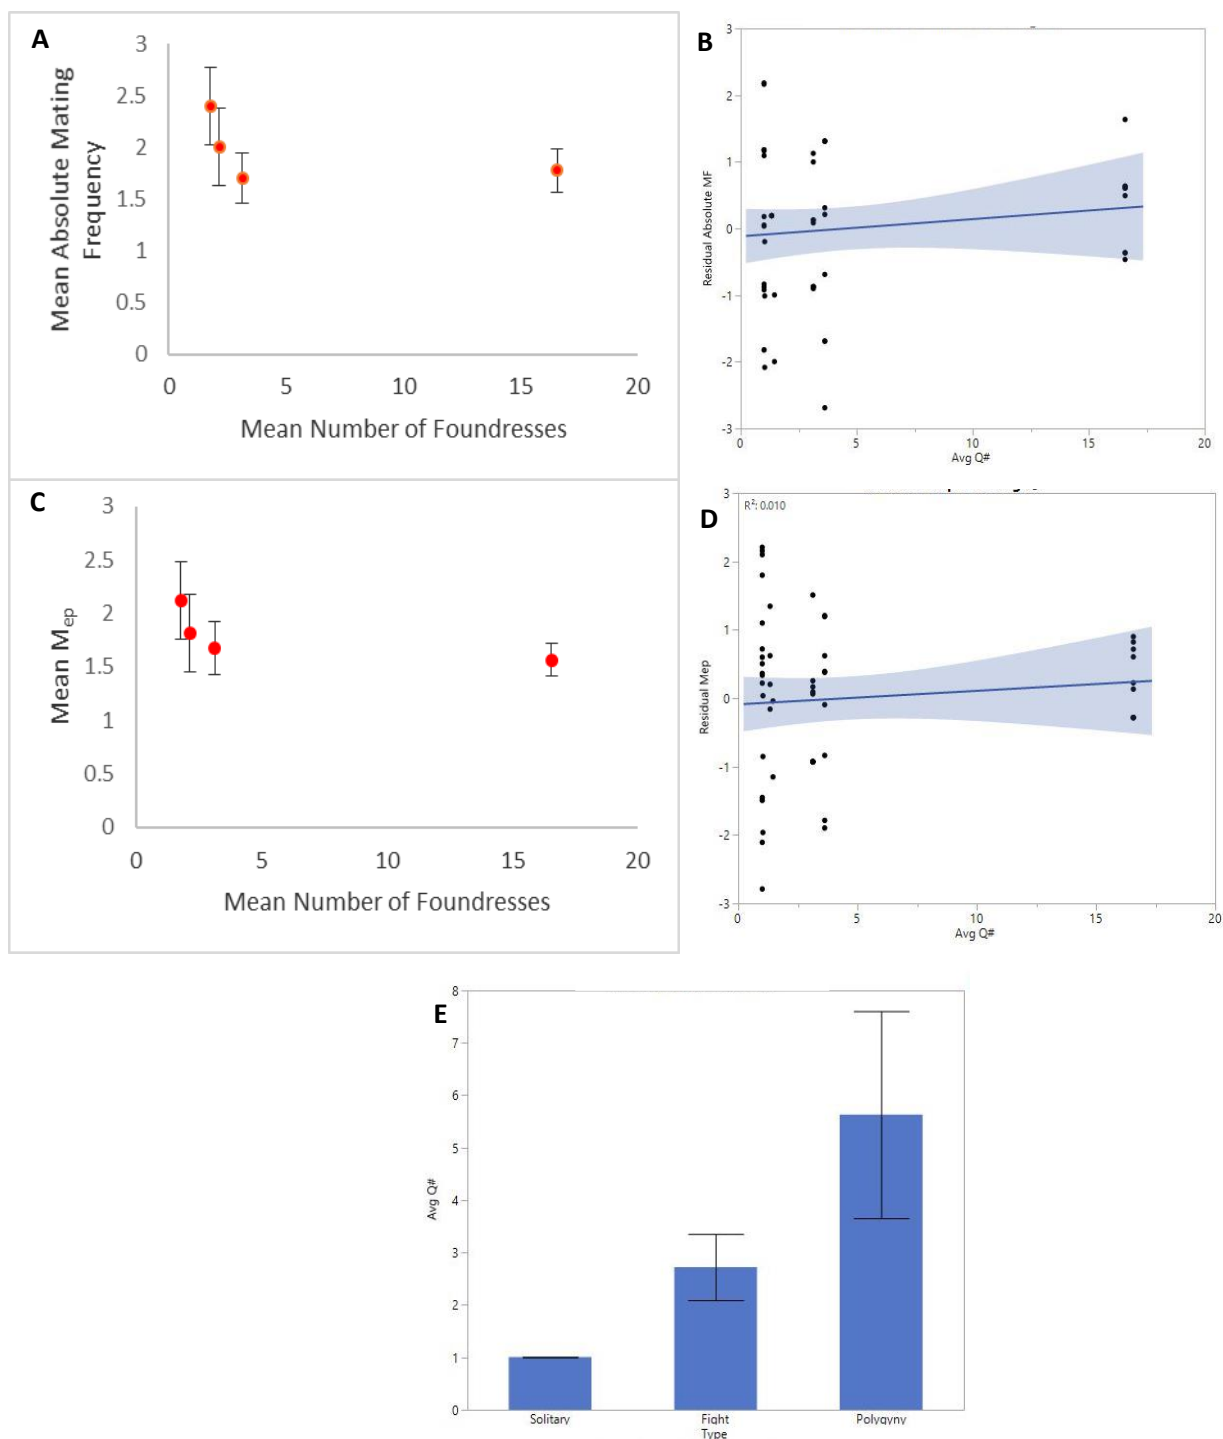 A
Mean Absolute Mating
Frequency
3
2.5
2
1.5
1
0.5
0
0 5 10 15 20
Mean Number of Foundresses
B
Residual Absolute MF
3
2
1
0
-1
-2
-3
0 5 10 15 20
Avg Q#
C
Mean Mep
3
2.5
2
1.5
1
0.5
0
0 5 10 15 20
Mean Number of Foundresses
D
R²: 0.010
Residual Mep
3
2
1
0
-1
-2
-3
0 5 10 15 20
Avg Q#
E
Avg Q#
8
7
6
5
4
3
2
1
0
Solitary Fight Polygyny
Type